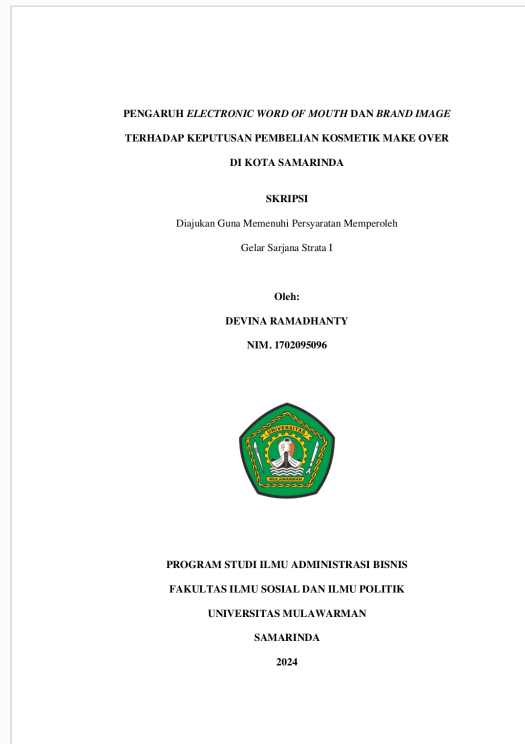 PENGARUH ELECTRONIC WORD OF MOUTH DAN BRAND IMAGE
TERHADAP KEPUTUSAN PEMBELIAN KOSMETIK MAKE OVER
DI KOTA SAMARINDA
SKRIPSI
Diajukan Guna Memenuhi Persyaratan Memperoleh
Gelar Sarjana Strata I
Oleh:
DEVINA RAMADHANTY
NIM. 1702095096
UNIVERSITAS
MULAWARMAN
PROGRAM STUDI ILMU ADMINISTRASI BISNIS
FAKULTAS ILMU SOSIAL DAN ILMU POLITIK
UNIVERSITAS MULAWARMAN
SAMARINDA
2024